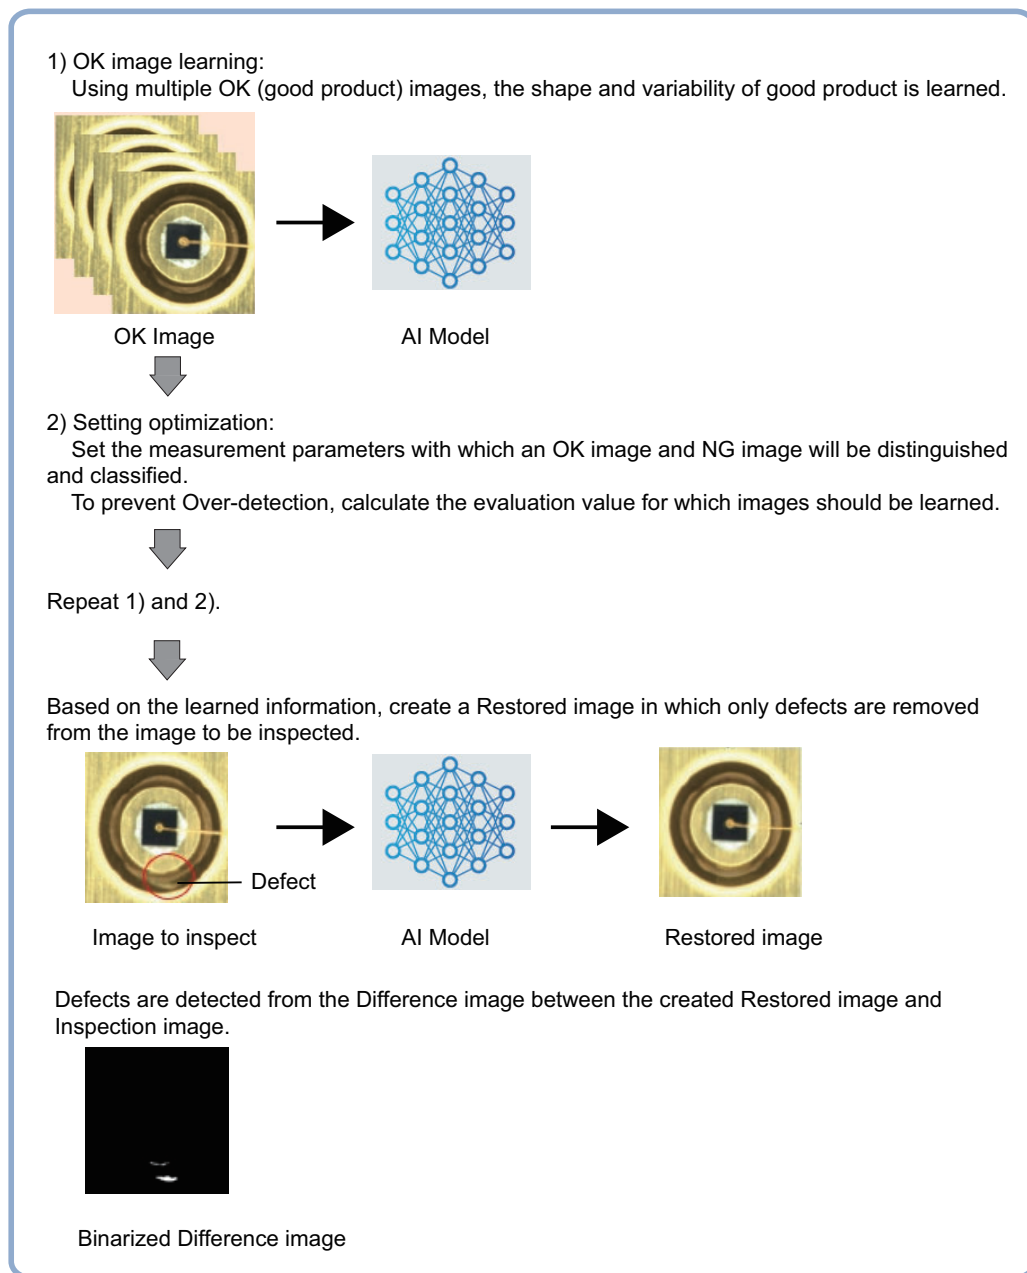 1) OK image learning:
Using multiple OK (good product) images, the shape and variability of good product is learned.
OK Image
AI Model
2) Setting optimization:
Set the measurement parameters with which an OK image and NG image will be distinguished
and classified.
To prevent Over-detection, calculate the evaluation value for which images should be learned.
Repeat 1) and 2).
Based on the learned information, create a Restored image in which only defects are removed
from the image to be inspected.
Defect
Image to inspect
AI Model
Restored image
Defects are detected from the Difference image between the created Restored image and
Inspection image.
Binarized Difference image